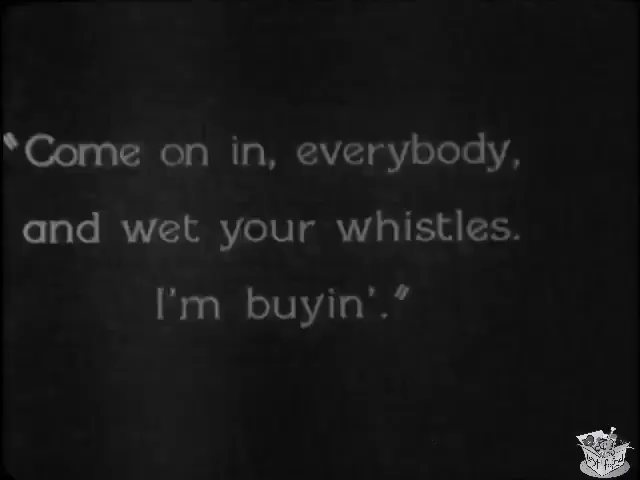 "Come on in, everybody,
and wet your whistles.
I'm buyin'."